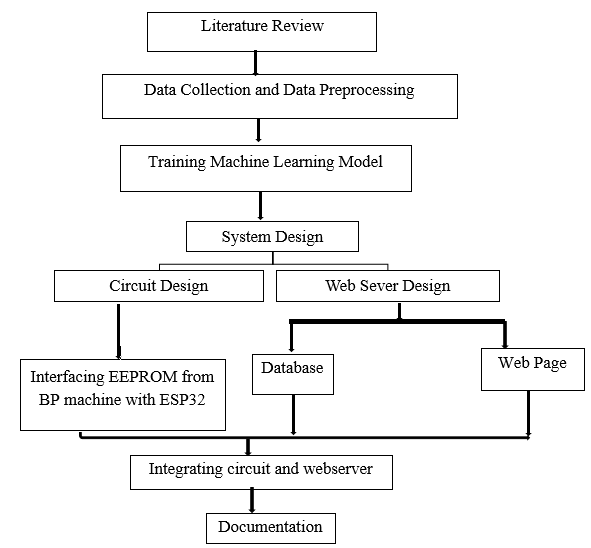 Literature Review
Data Collection and Data Preprocessing
Training Machine Learning Model
System Design
Circuit Design
Web Sever Design
Interfacing EEPROM from
BP machine with ESP32
Database
Web Page
Integrating circuit and webserver
Documentation